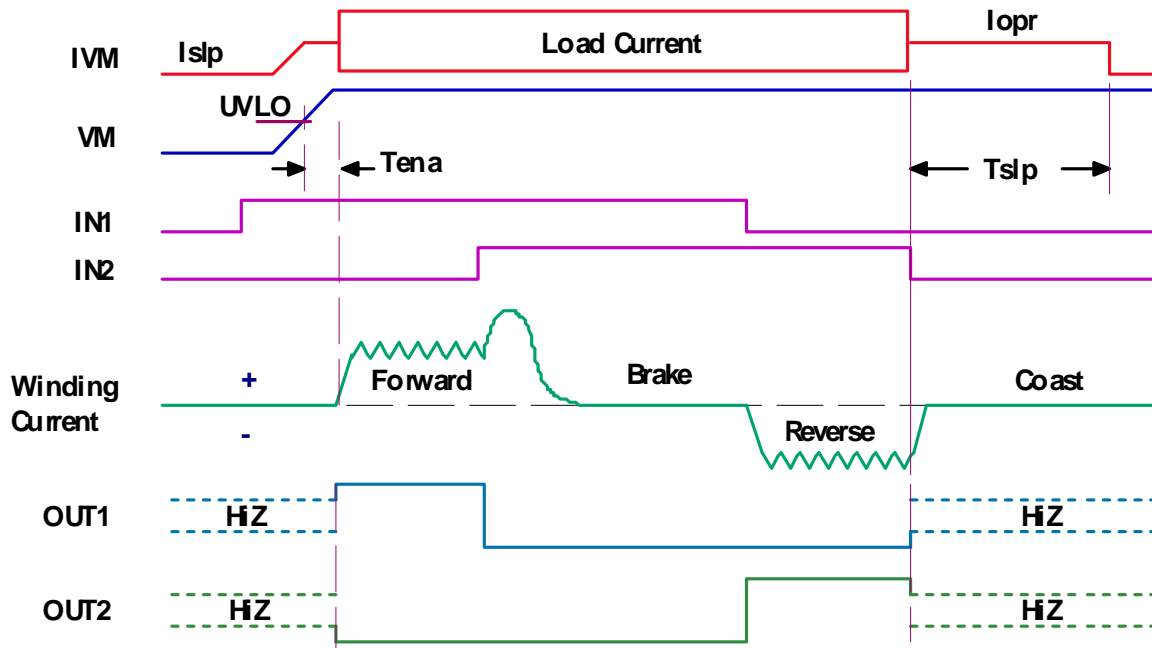 IVM
Islp
Load Current
Iopr
UVLO
VM
Tena
Tslp
IN1
IN2
Winding
Current
+
-
Forward
Brake
Reverse
Coast
OUT1
HiZ
HiZ
OUT2
HiZ
HiZ